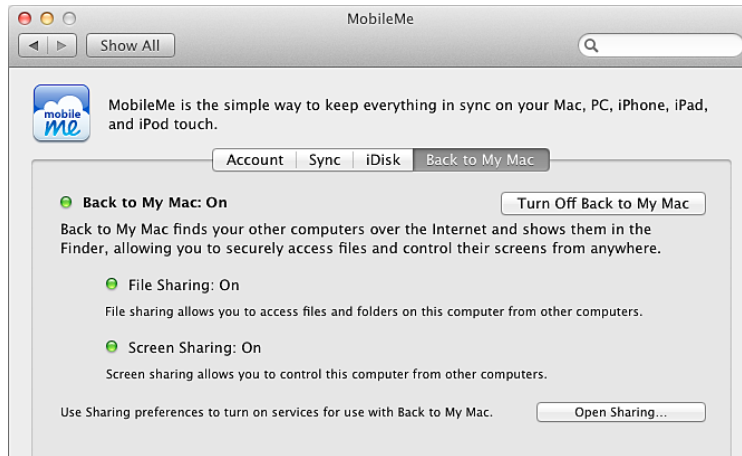 MobileMe
Show All
mobile
me
MobileMe is the simple way to keep everything in sync on your Mac, PC, iPhone, iPad,
and iPod touch.
Account Sync iDisk Back to My Mac
Back to My Mac: On
Turn Off Back to My Mac
Back to My Mac finds your other computers over the Internet and shows them in the
Finder, allowing you to securely access files and control their screens from anywhere.
File Sharing: On
File sharing allows you to access files and folders on this computer from other computers.
Screen Sharing: On
Screen sharing allows you to control this computer from other computers.
Use Sharing preferences to turn on services for use with Back to My Mac.
Open Sharing...